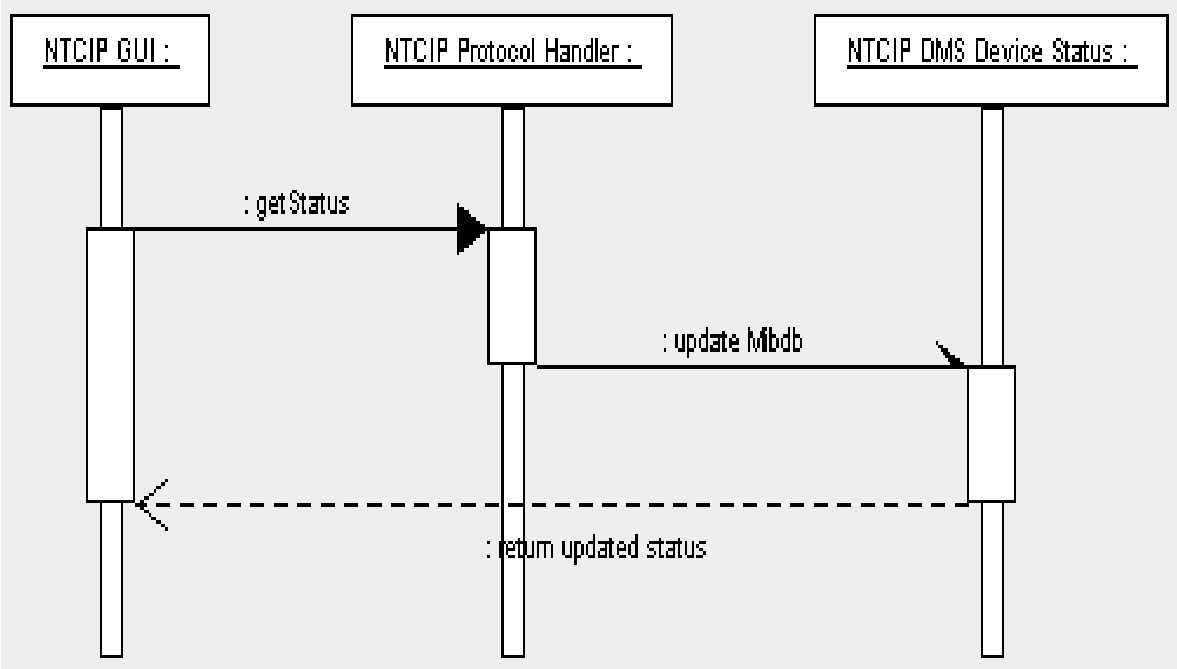 NTCIP GUI :
NTCIP Protocol Handler :
NTCIP DMS Device Status :
: getStatus
: update Mibdb
: return updated status